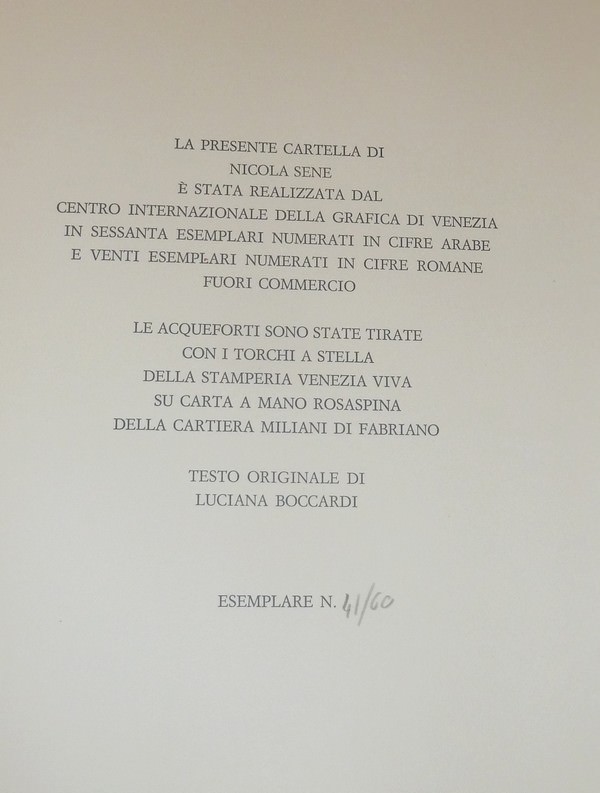 LA PRESENTE CARTELLA DI
NICOLA SENE
È STATA REALIZZATA DAL
CENTRO INTERNAZIONALE DELLA GRAFICA DI VENEZIA
IN SESSANTA ESEMPLARI NUMERATI IN CIFRE ARABE
E VENTI ESEMPLARI NUMERATI IN CIFRE ROMANE
FUORI COMMERCIO
LE ACQUEFORTI SONO STATE TIRATE
CON I TORCHI A STELLA
DELLA STAMPERIA VENEZIA VIVA
SU CARTA A MANO ROSASPINA
DELLA CARTIERA MILIANI DI FABRIANO
TESTO ORIGINALE DI
LUCIANA BOCCARDI
ESEMPLARE N. 41/60